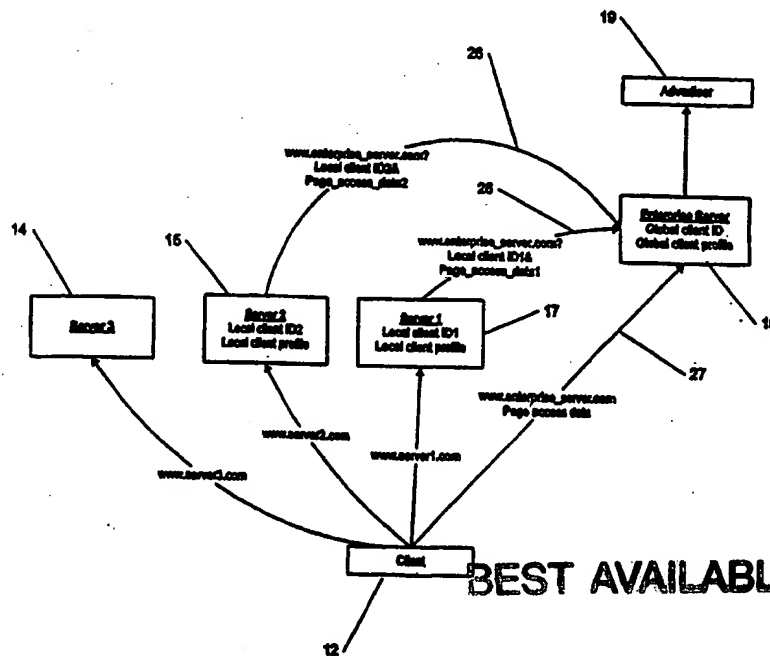 19
Advertiser
26
www.enterprise_server.com?
Local client ID2&
Page_access_data2
26
Enterprise Server
Global client ID
Global client profile
14
15
www.enterprise_server.com?
Local client ID1&
Page_access_data1
Server 3
Server 2
Local client ID2
Local client profile
Server 1
Local client ID1
Local client profile
17
27
www.enterprise_server.com
Page access data
www.server2.com
www.server1.com
www.server3.com
Client
BEST AVAILABL
12